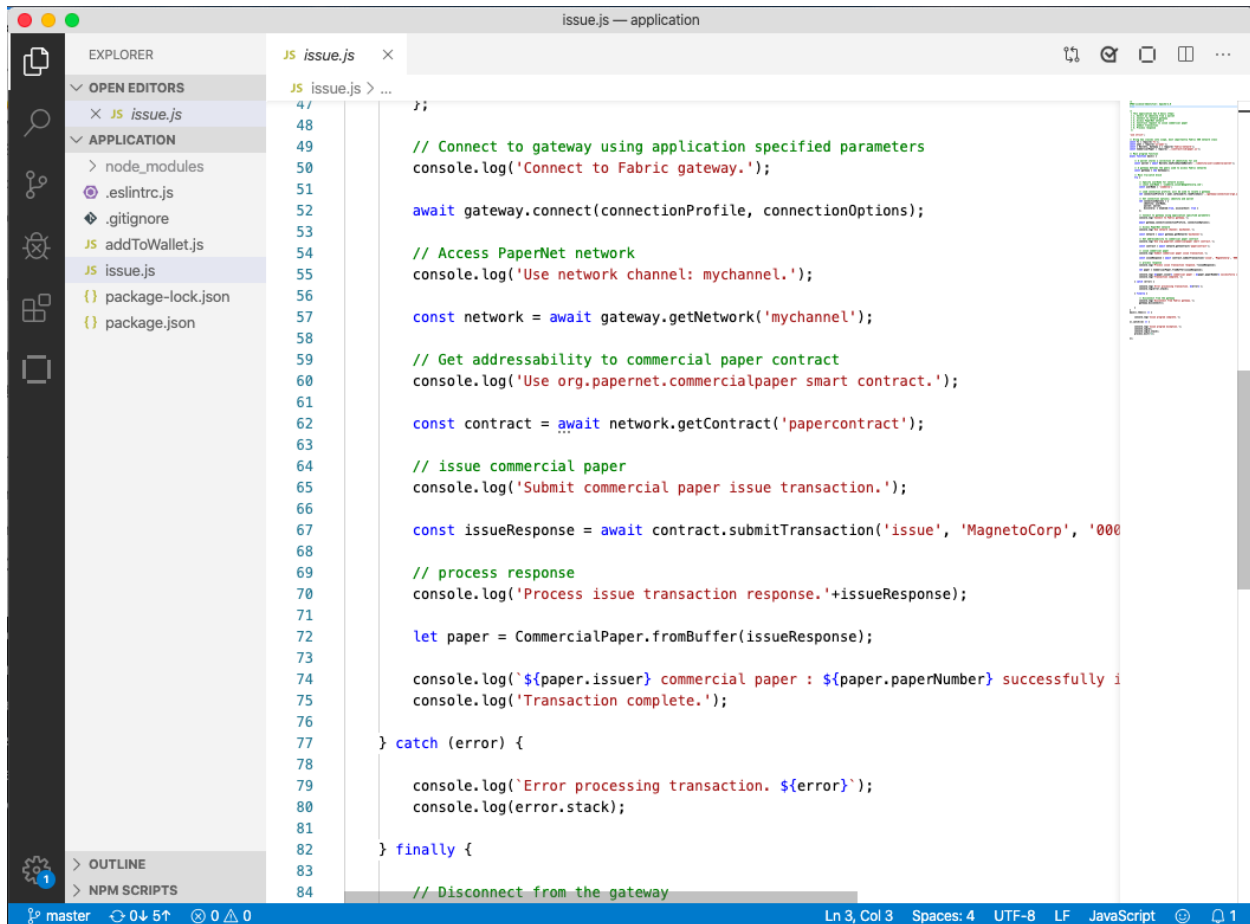 issue.js — application
EXPLORER
OPEN EDITORS
JS issue.js
APPLICATION
node_modules
.eslintrc.js
.gitignore
JS addToWallet.js
JS issue.js
{} package-lock.json
{} package.json
OUTLINE
NPM SCRIPTS
1
JS issue.js
JS issue.js > ...
47 };
48
49 // Connect to gateway using application specified parameters
50 console.log('Connect to Fabric gateway.');
51
52 await gateway.connect(connectionProfile, connectionOptions);
53
54 // Access PaperNet network
55 console.log('Use network channel: mychannel.');
56
57 const network = await gateway.getNetwork('mychannel');
58
59 // Get addressability to commercial paper contract
60 console.log('Use org.papernet.commercialpaper smart contract.');
61
62 const contract = await network.getContract('papercontract');
63
64 // issue commercial paper
65 console.log('Submit commercial paper issue transaction.');
66
67 const issueResponse = await contract.submitTransaction('issue', 'MagnetoCorp', '000
68
69 // process response
70 console.log('Process issue transaction response.'+issueResponse);
71
72 let paper = CommercialPaper.fromBuffer(issueResponse);
73
74 console.log(`${paper.issuer} commercial paper : ${paper.paperNumber} successfully i
75 console.log('Transaction complete.');
76
77 } catch (error) {
78
79 console.log(`Error processing transaction. ${error}`);
80 console.log(error.stack);
81
82 } finally {
83
84 // Disconnect from the gateway
master 0↓ 5↑ 0 0 Ln 3, Col 3 Spaces: 4 UTF-8 LF JavaScript 1